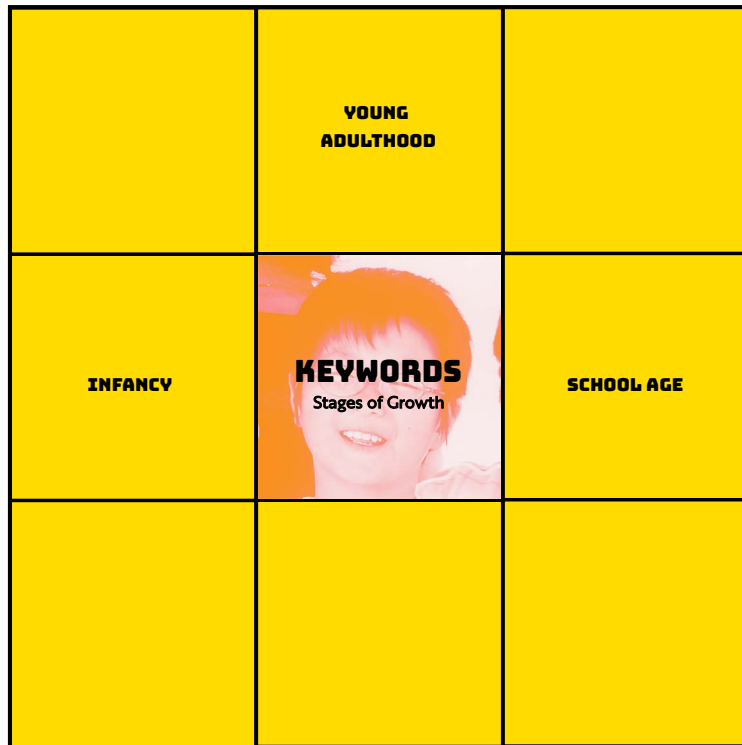 YOUNG
ADULTHOOD
INFANCY
KEYWORDS
Stages of Growth
SCHOOL AGE